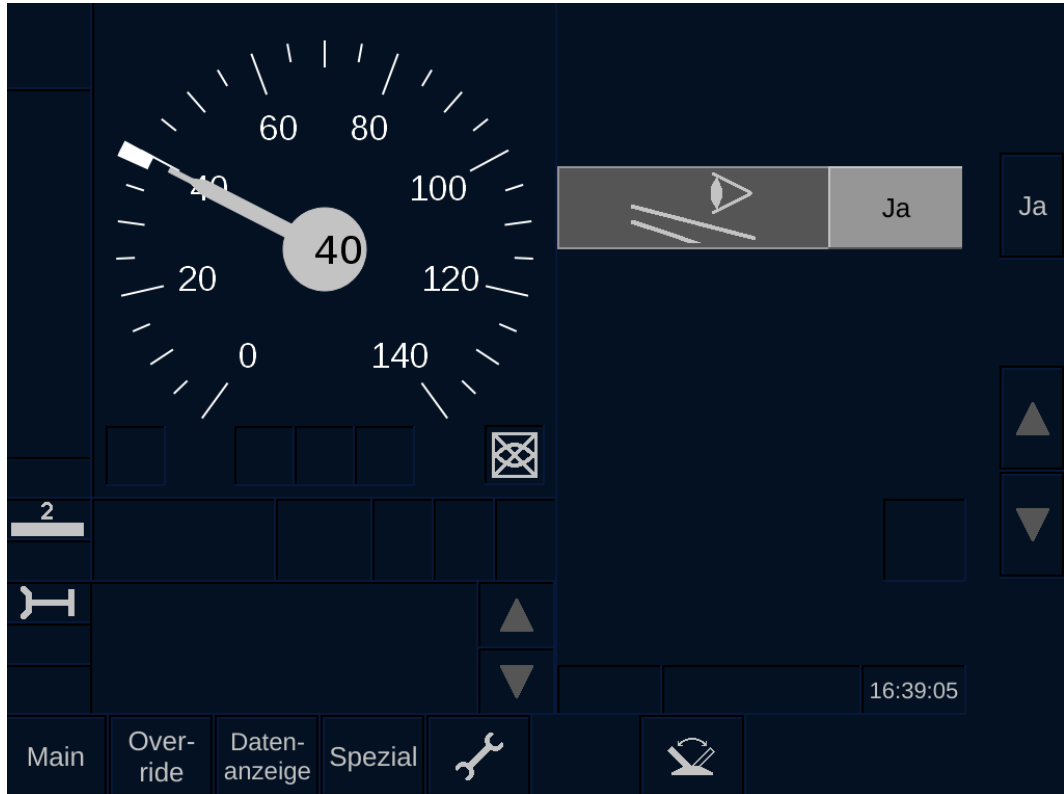 60 80
40 100
Ja Ja
40
20 120
0 140
2
16:39:05
Main
Over-
ride
Daten-
anzeige
Spezial